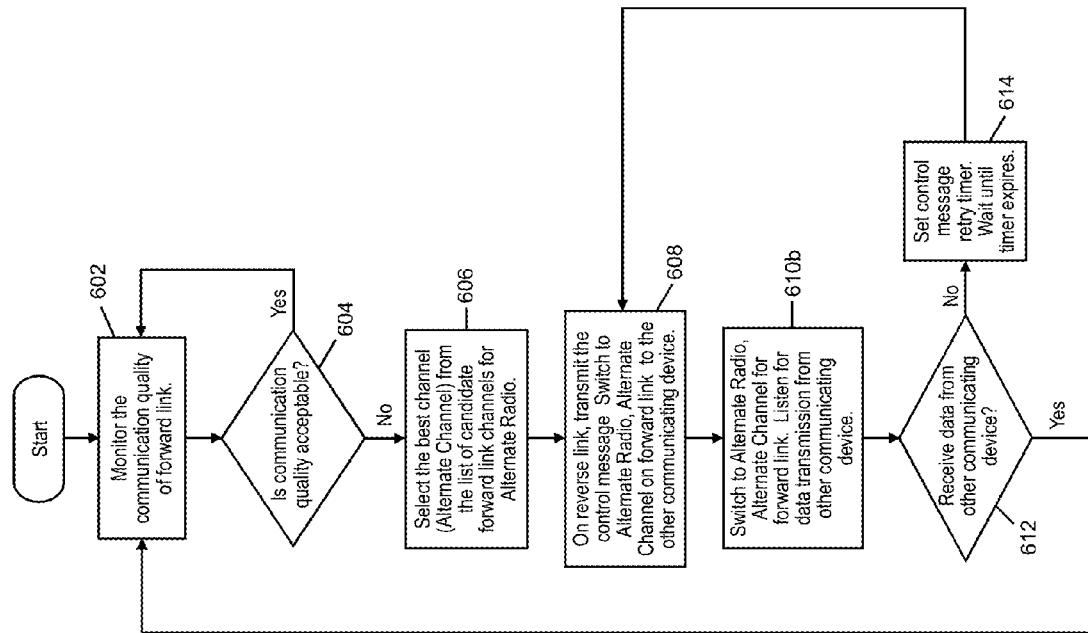 Start
602
Monitor the
communication quality
of forward link.
Yes
604
Is communication
quality acceptable?
No
606
Select the best channel
(Alternate Channel) from
the list of candidate
forward link channels for
Alternate Radio.
608
On reverse link, transmit the
control message Switch to
Alternate Radio, Alternate
Channel on forward link to the
other communicating device.
610b
Switch to Alternate Radio,
Alternate Channel for
forward link. Listen for
data transmission from
other communicating
device.
612
Receive data from
other communicating
device?
No
Yes
614
Set control
message
retry timer.
Wait until
timer expires.